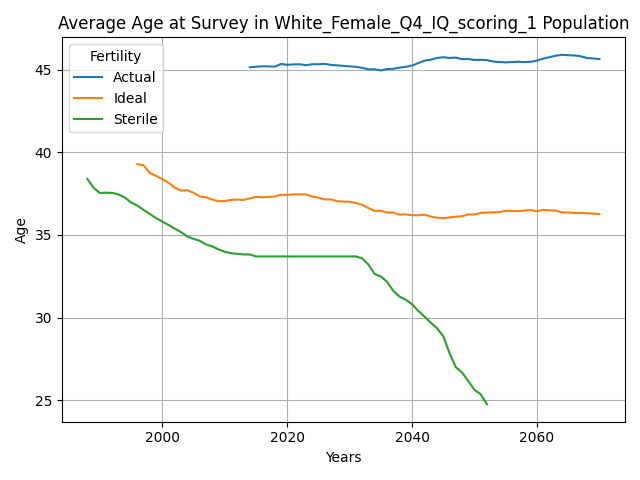 Average Age at Survey in White_Female_Q4_IQ_scoring_1 Population
Fertility
Actual
Ideal
Sterile
Age
45
40
35
30
25
2000 2020 2040 2060
Years